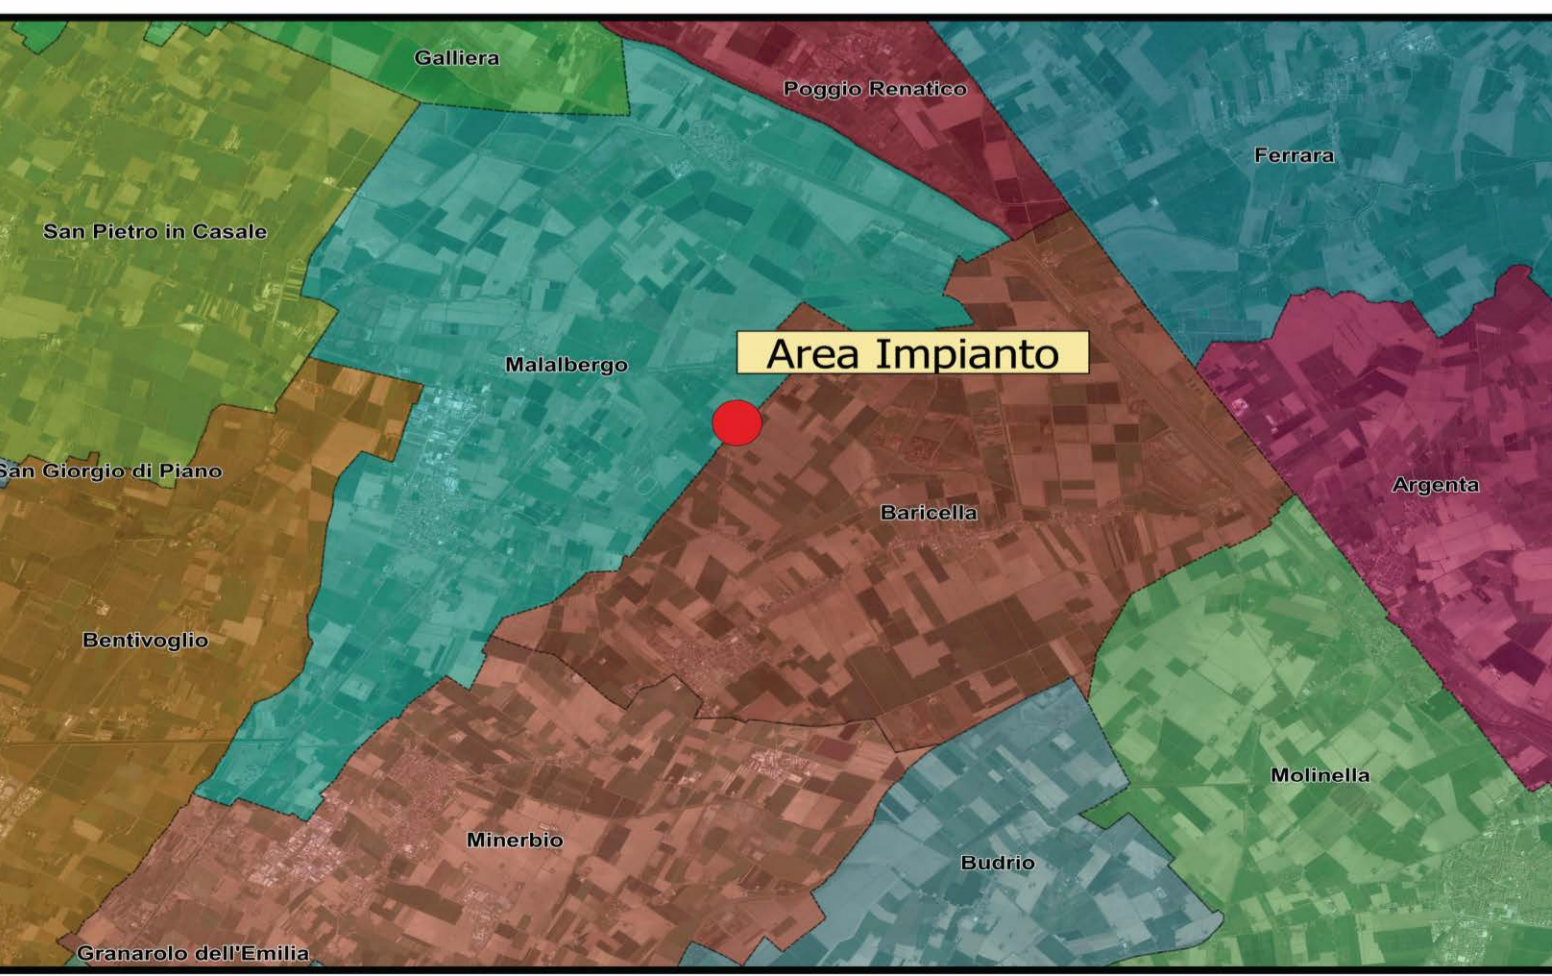 Galliera
Poggio Renatico
Ferrara
San Pietro in Casale
Area Impianto
Malalbergo
San Giorgio di Piano
Argenta
Baricella
Bentivoglio
Molinella
Minerbio
Budrio
Granarolo dell'Emilia